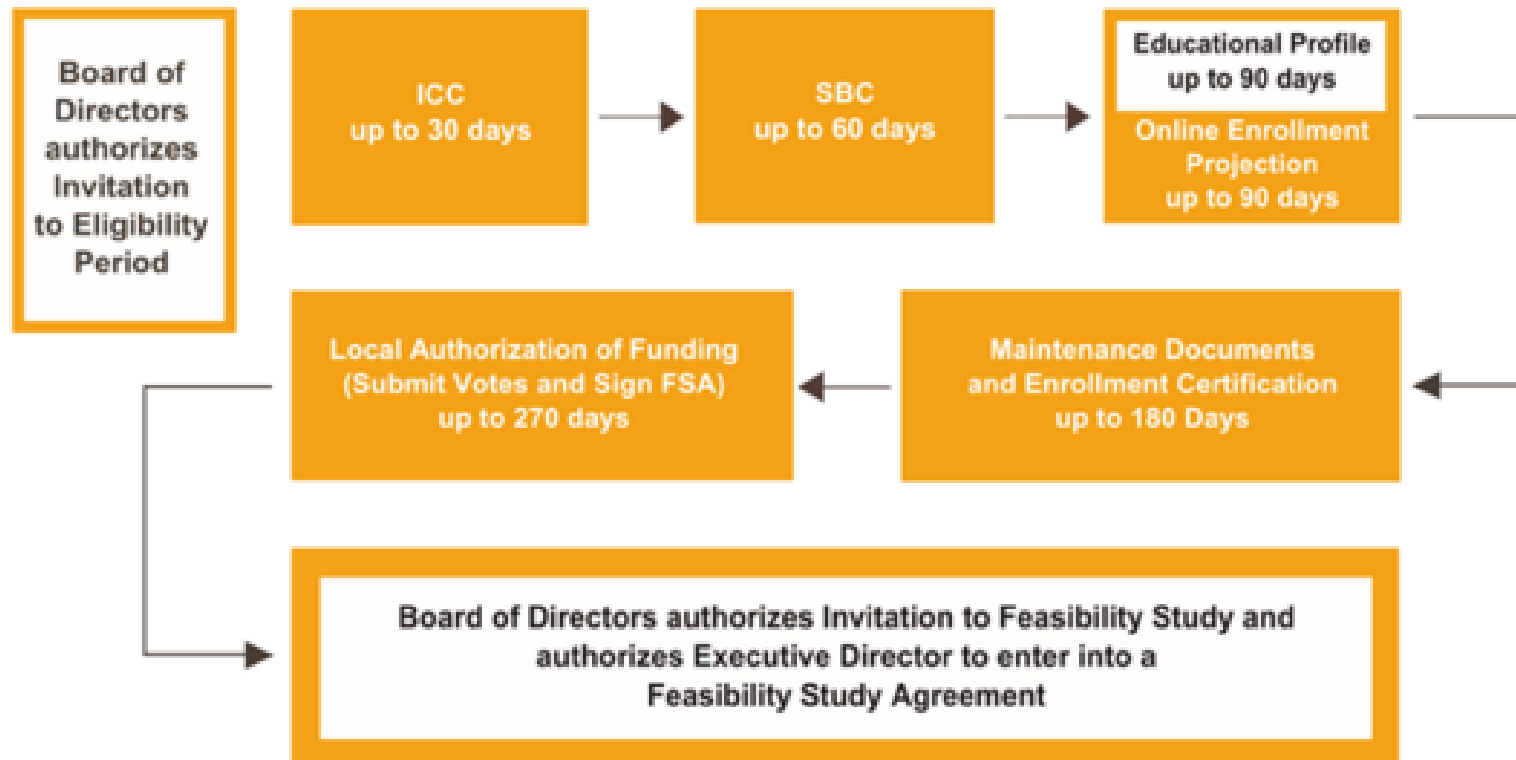 Board of
Directors
authorizes
Invitation
to Eligibility
Period
ICC
up to 30 days
SBC
up to 60 days
Educational Profile
up to 90 days
Online Enrollment
Projection
up to 90 days
Maintenance Documents
and Enrollment Certification
up to 180 Days
Local Authorization of Funding
(Submit Votes and Sign FSA)
up to 270 days
Board of Directors authorizes Invitation to Feasibility Study and
authorizes Executive Director to enter into a
Feasibility Study Agreement